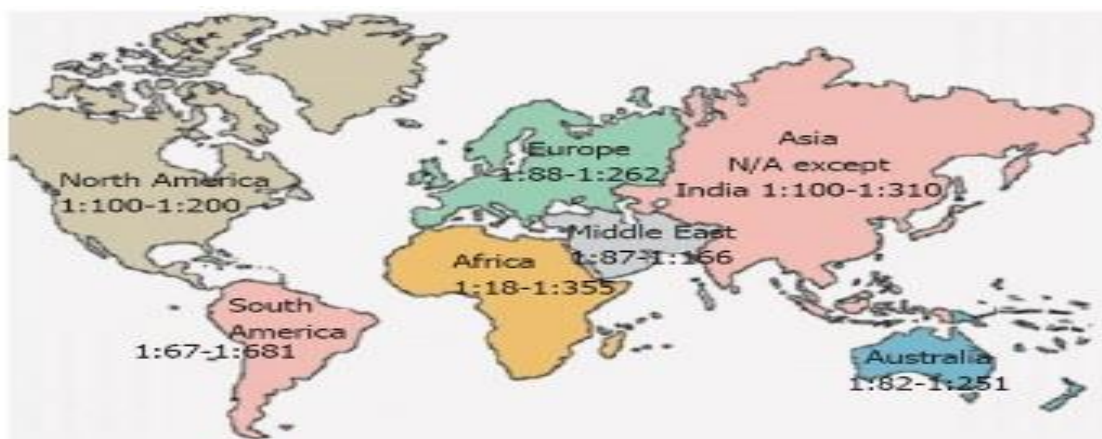 North America
1:100-1:200
South
America
1:67-1:681
Europe
1:88-1:262
Africa
1:18-1:355
Middle East
1:87-1:166
Asia
N/A except
India 1:100-1:310
Australia
1:82-1:251